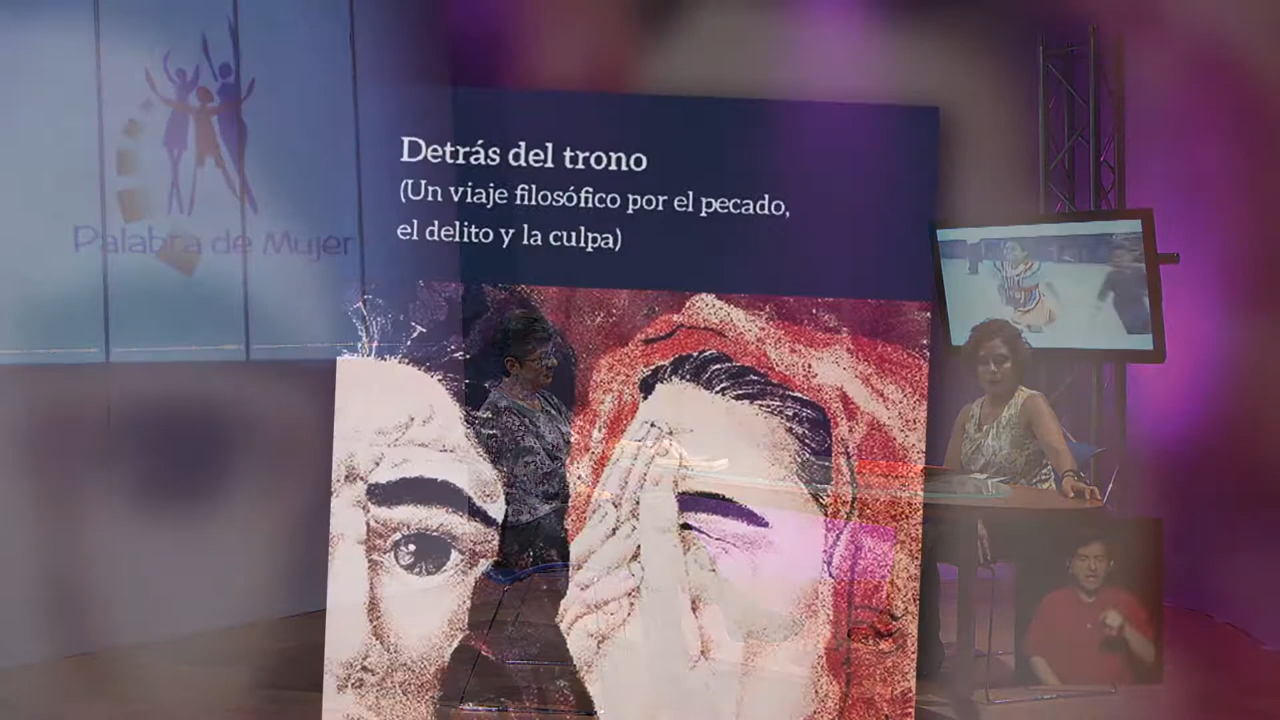 Detrás del trono
(Un viaje filosófico por el pecado,
el delito y la culpa)
Palabra de Mujer